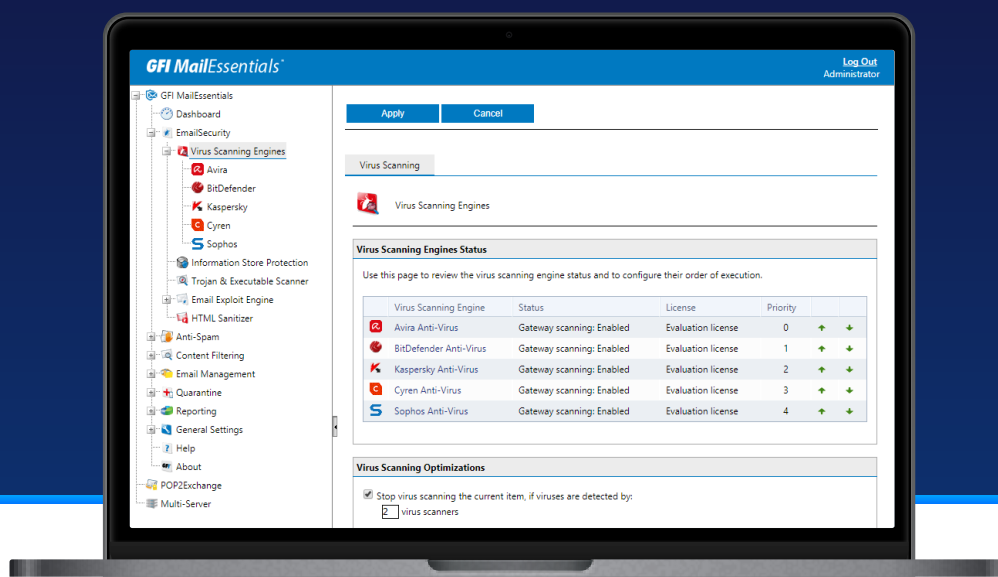 GFI MailEssentials
Log Out
Administrator
GFI MailEssentials
Dashboard
EmailSecurity
Virus Scanning Engines
Avira
BitDefender
Kaspersky
Cyren
Sophos
Information Store Protection
Trojan & Executable Scanner
Email Exploit Engine
HTML Sanitizer
Anti-Spam
Content Filtering
Email Management
Quarantine
Reporting
General Settings
Help
About
POP2Exchange
Multi-Server
Apply Cancel
Virus Scanning
Virus Scanning Engines
Virus Scanning Engines Status
Use this page to review the virus scanning engine status and to configure their order of execution.
Virus Scanning Engine Status License Priority
Avira Anti-Virus Gateway scanning: Enabled Evaluation license 0
BitDefender Anti-Virus Gateway scanning: Enabled Evaluation license 1
Kaspersky Anti-Virus Gateway scanning: Enabled Evaluation license 2
Cyren Anti-Virus Gateway scanning: Enabled Evaluation license 3
Sophos Anti-Virus Gateway scanning: Enabled Evaluation license 4
Virus Scanning Optimizations
Stop virus scanning the current item, if viruses are detected by:
2 virus scanners